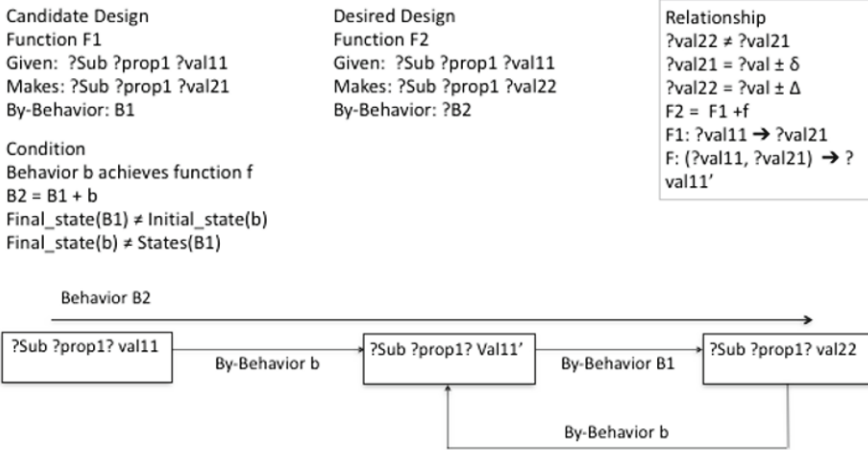 Candidate Design
Function F1
Given: ?Sub ?prop1 ?val11
Makes: ?Sub ?prop1 ?val21
By-Behavior: B1
Condition
Behavior b achieves function f
B2 = B1 + b
Final_state(B1) ≠ Initial_state(b)
Final_state(b) ≠ States(B1)
Desired Design
Function F2
Given: ?Sub ?prop1 ?val11
Makes: ?Sub ?prop1 ?val22
By-Behavior: ?B2
Relationship
?val22 ≠ ?val21
?val21 = ?val ± δ
?val22 = ?val ± Δ
F2 = F1 +f
F1: ?val11 ➔ ?val21
F: (?val11, ?val21) ➔ ?
val11′
Behavior B2
?Sub ?prop1? val11
By-Behavior b
?Sub ?prop1? Val11′
By-Behavior B1
?Sub ?prop1? val22
By-Behavior b